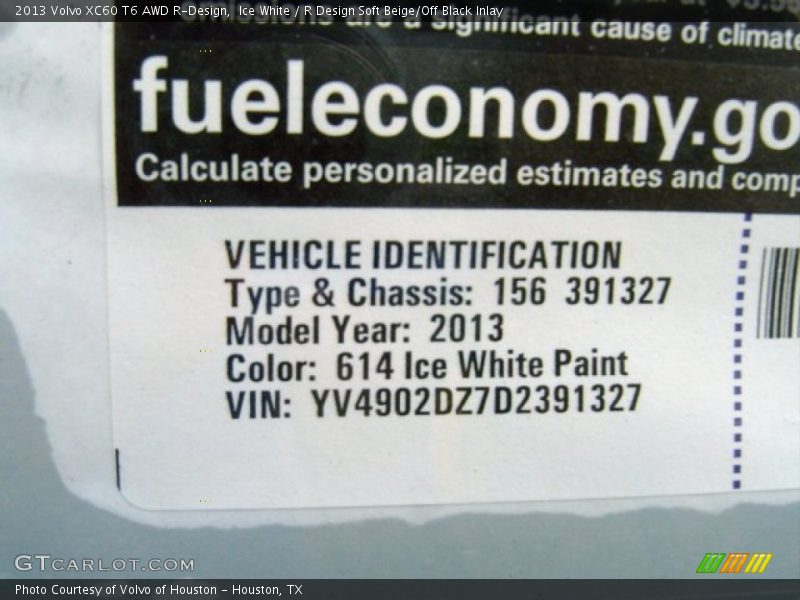 2013 Volvo XC60 T6 AWD R-Design, Ice White / R Design Soft Beige/Off Black Inlay
are a significant cause of climate
fueleconomy.go
Calculate personalized estimates and comp
VEHICLE IDENTIFICATION
Type & Chassis: 156 391327
Model Year: 2013
Color: 614 Ice White Paint
VIN: YV4902DZ7D2391327
GTCARLOT.COM
Photo Courtesy of Volvo of Houston - Houston, TX